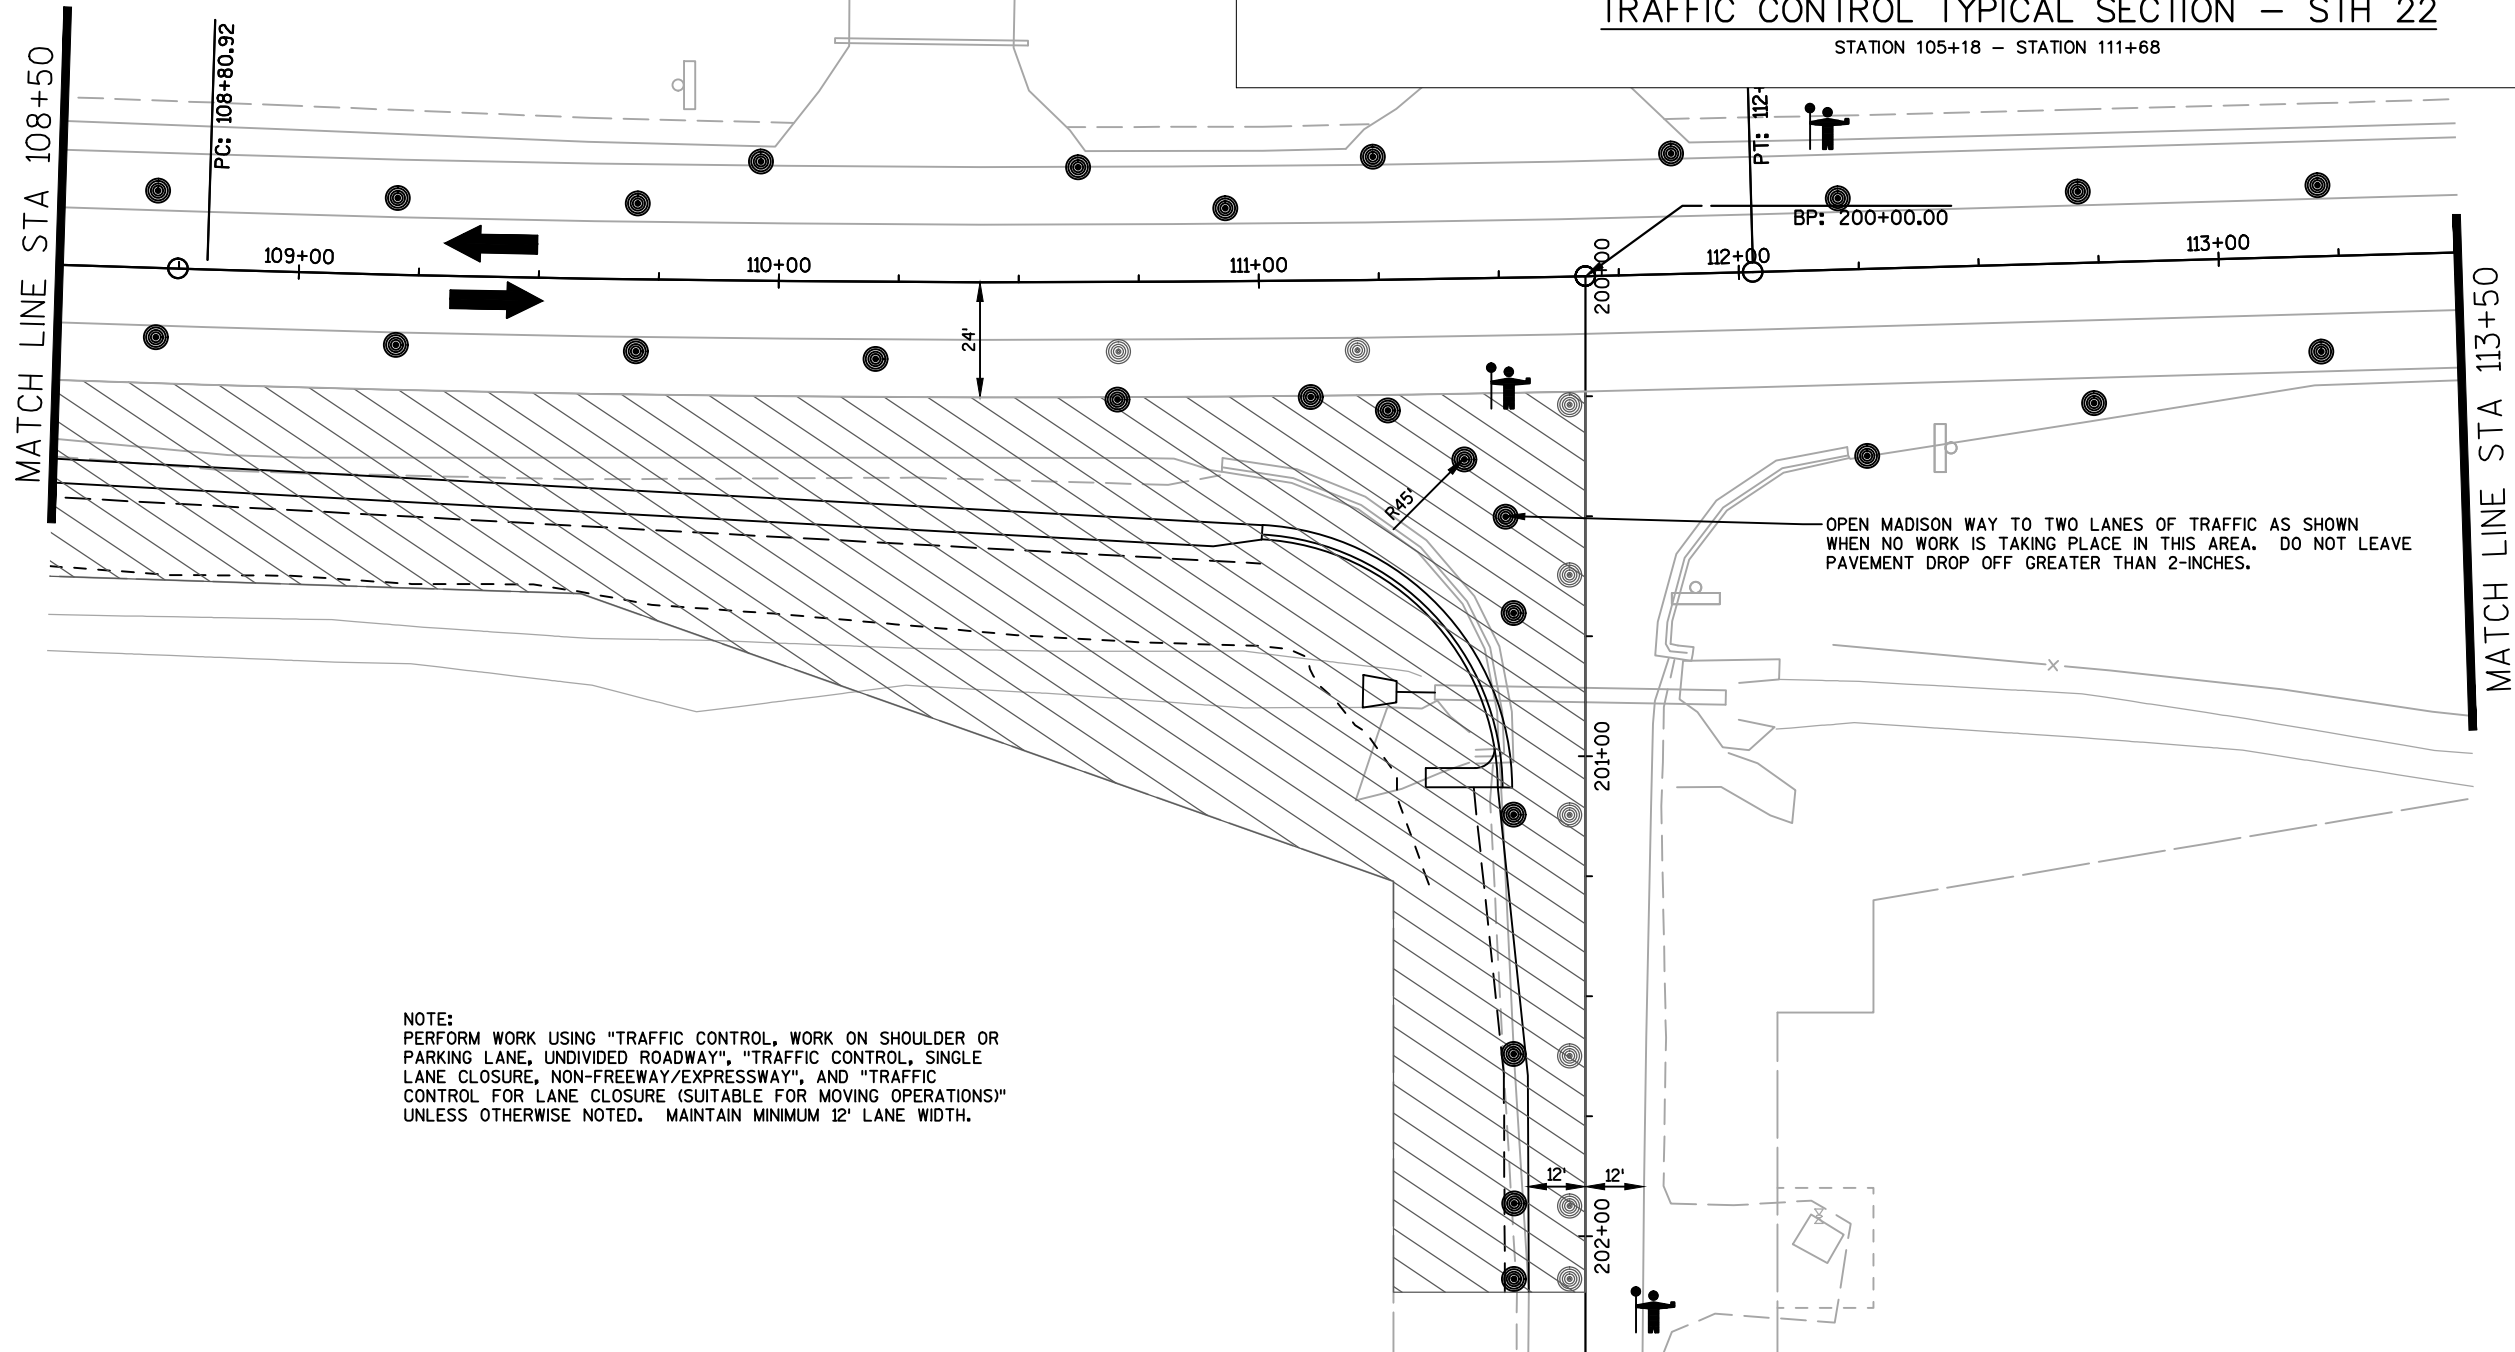 TRAFFIC CONTROL TYPICAL SECTION – STH 22
STATION 105+18 – STATION 111+68
MATCH LINE STA 108+50
PC: 108+80.92
PT: 112+
BP: 200+00.00
109+00
110+00
111+00
112+00
113+00
200+00
24'
R45'
MATCH LINE STA 113+50
OPEN MADISON WAY TO TWO LANES OF TRAFFIC AS SHOWN
WHEN NO WORK IS TAKING PLACE IN THIS AREA. DO NOT LEAVE
PAVEMENT DROP OFF GREATER THAN 2-INCHES.
201+00
NOTE:
PERFORM WORK USING "TRAFFIC CONTROL, WORK ON SHOULDER OR
PARKING LANE, UNDIVIDED ROADWAY", "TRAFFIC CONTROL, SINGLE
LANE CLOSURE, NON-FREEWAY/EXPRESSWAY", AND "TRAFFIC
CONTROL FOR LANE CLOSURE (SUITABLE FOR MOVING OPERATIONS)"
UNLESS OTHERWISE NOTED. MAINTAIN MINIMUM 12' LANE WIDTH.
12'
12'
202+00